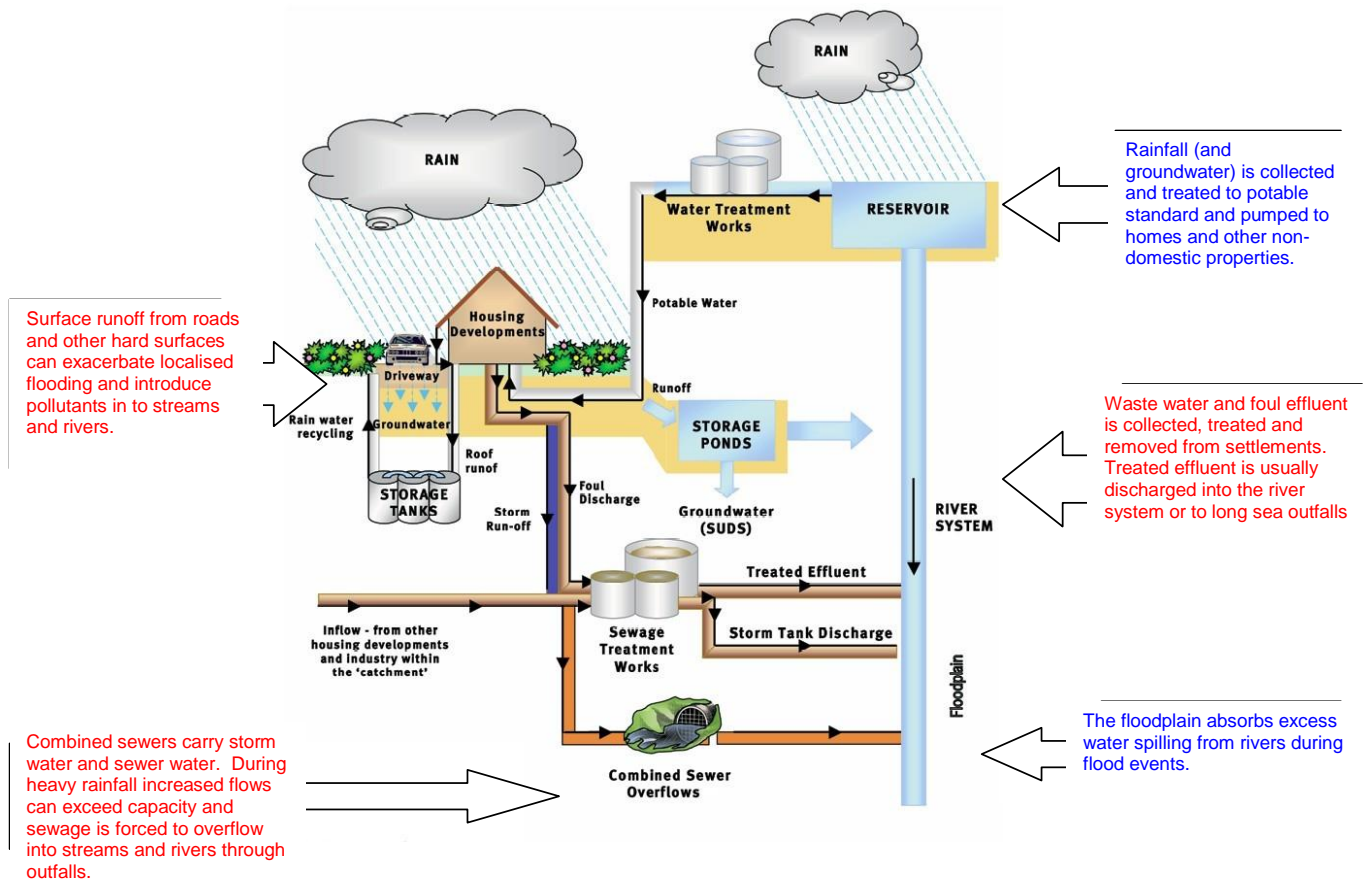 RAIN
RAIN
Rainfall (and
groundwater) is collected
and treated to potable
standard and pumped to
homes and other non-
domestic properties.
Water Treatment
Works
RESERVOIR
Potable Water
Surface runoff from roads
and other hard surfaces
can exacerbate localised
flooding and introduce
pollutants in to streams
and rivers.
Housing
Developments
Driveway
Rain water
recycling
Groundwater
Roof
runof
STORAGE
TANKS
Runoff
STORAGE
PONDS
Groundwater
(SUDS)
Waste water and foul effluent
is collected, treated and
removed from settlements.
Treated effluent is usually
discharged into the river
system or to long sea outfalls
Foul
Discharge
Storm
Run-off
RIVER
SYSTEM
Treated Effluent
Storm Tank Discharge
Sewage
Treatment
Works
Inflow - from other
housing developments
and industry within
the 'catchment'
Floodplain
The floodplain absorbs excess
water spilling from rivers during
flood events.
Combined sewers carry storm
water and sewer water.  During
heavy rainfall increased flows
can exceed capacity and
sewage is forced to overflow
into streams and rivers through
outfalls.
Combined Sewer
Overflows